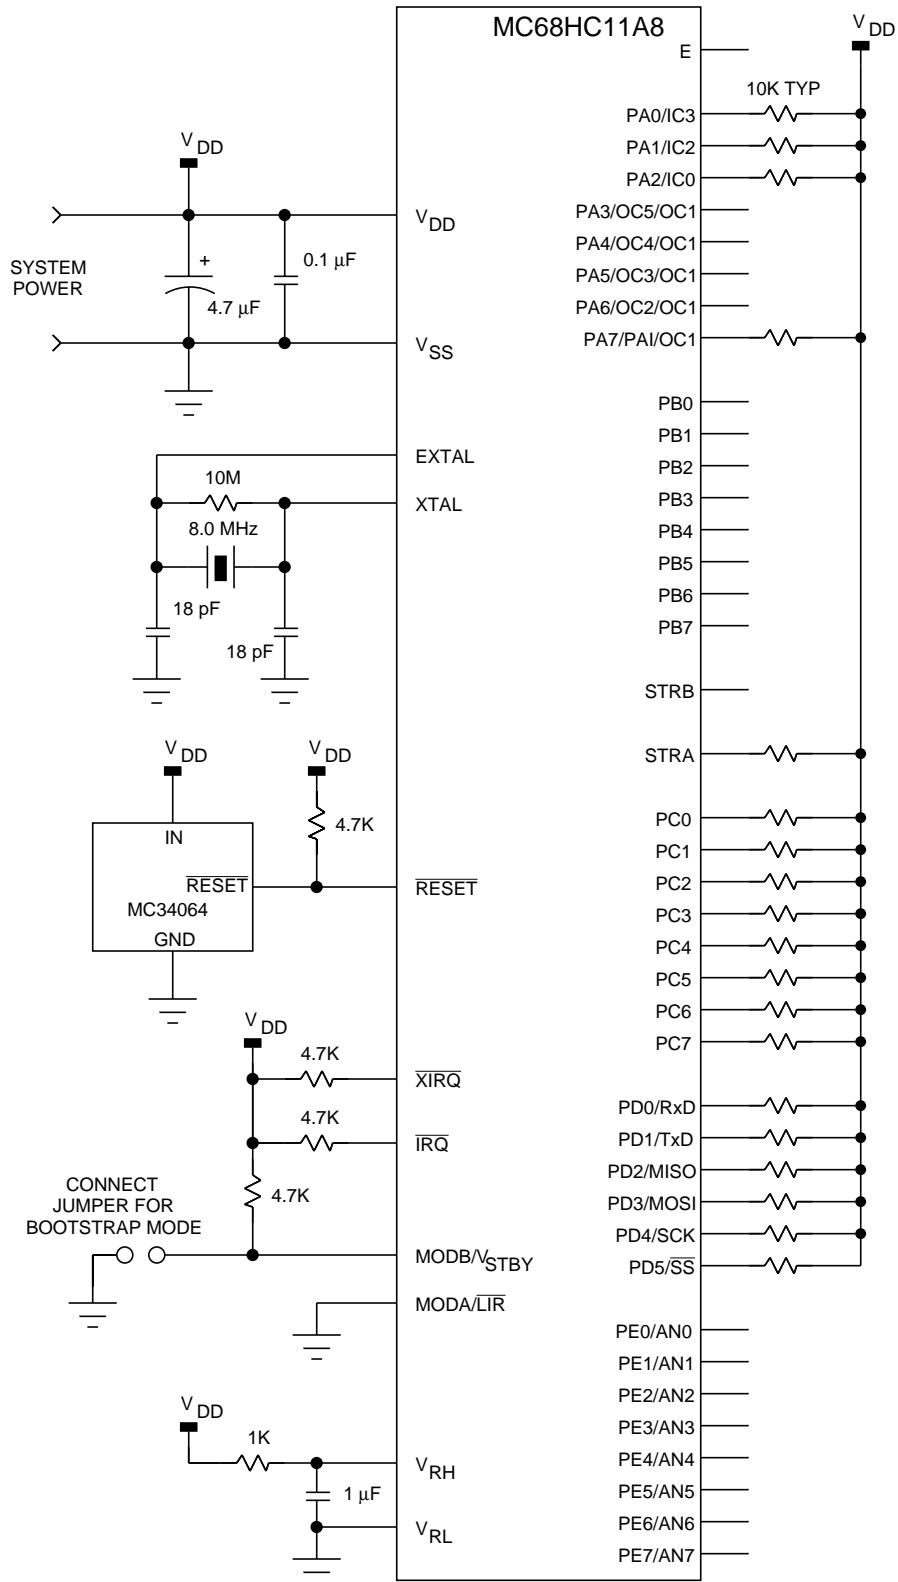 MC68HC11A8
V DD
E
10K TYP
PA0/IC3
PA1/IC2
PA2/IC0
PA3/OC5/OC1
PA4/OC4/OC1
PA5/OC3/OC1
PA6/OC2/OC1
PA7/PAI/OC1
PB0
PB1
PB2
PB3
PB4
PB5
PB6
PB7
STRB
STRA
PC0
PC1
PC2
PC3
PC4
PC5
PC6
PC7
PD0/RxD
PD1/TxD
PD2/MISO
PD3/MOSI
PD4/SCK
PD5/SS
PE0/AN0
PE1/AN1
PE2/AN2
PE3/AN3
PE4/AN4
PE5/AN5
PE6/AN6
PE7/AN7
V DD
SYSTEM
POWER
+
4.7 µF
0.1 µF
VDD
VSS
EXTAL
10M
XTAL
8.0 MHz
18 pF
18 pF
V DD
V DD
IN
4.7K
RESET
MC34064
GND
RESET
V DD
4.7K
XIRQ
4.7K
IRQ
4.7K
CONNECT
JUMPER FOR
BOOTSTRAP MODE
MODB/VSTBY
MODA/LIR
V DD
1K
VRH
1 µF
VRL